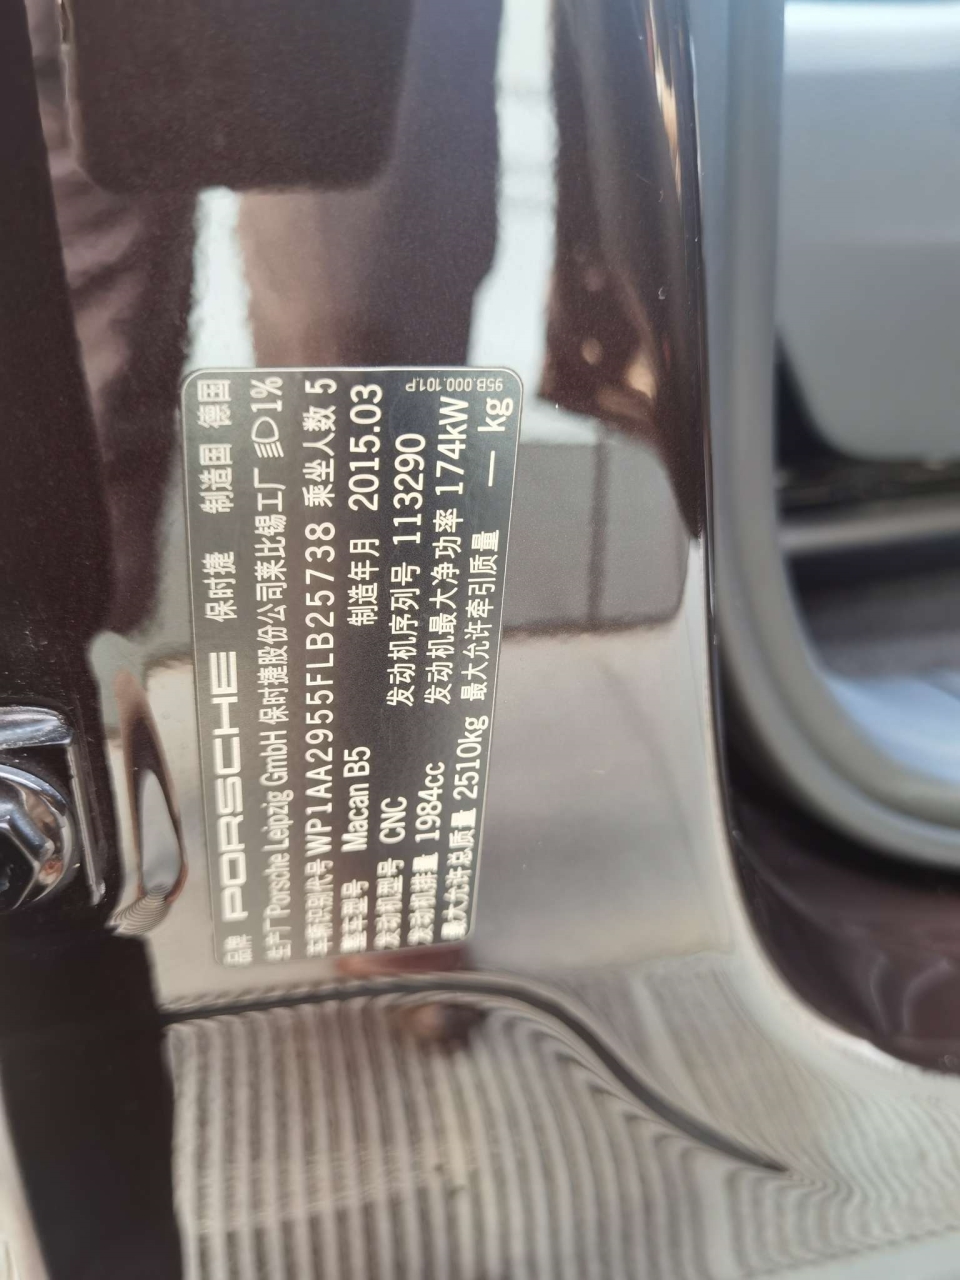 品牌 PORSCHE 保时捷 制造国 德国
生产厂 Porsche Leipzig GmbH 保时捷股份公司莱比锡工厂 1%
车辆识别代号 WP1AA2955FLB25738 乘坐人数 5
整车型号 Macan B5 制造年月 2015.03
发动机型号 CNC 发动机序列号 113290
发动机排量 1984cc 发动机最大净功率 174kW
最大允许总质量 2510kg 最大允许牵引质量 — kg
95B.000.101.P